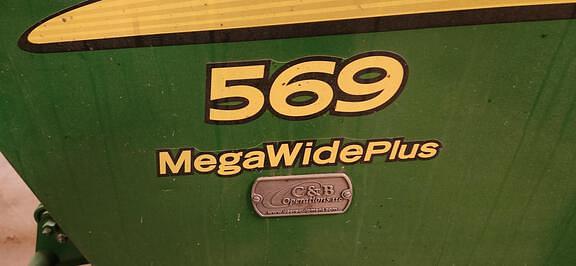 569
MegaWidePlus
C&B
Operations LLC